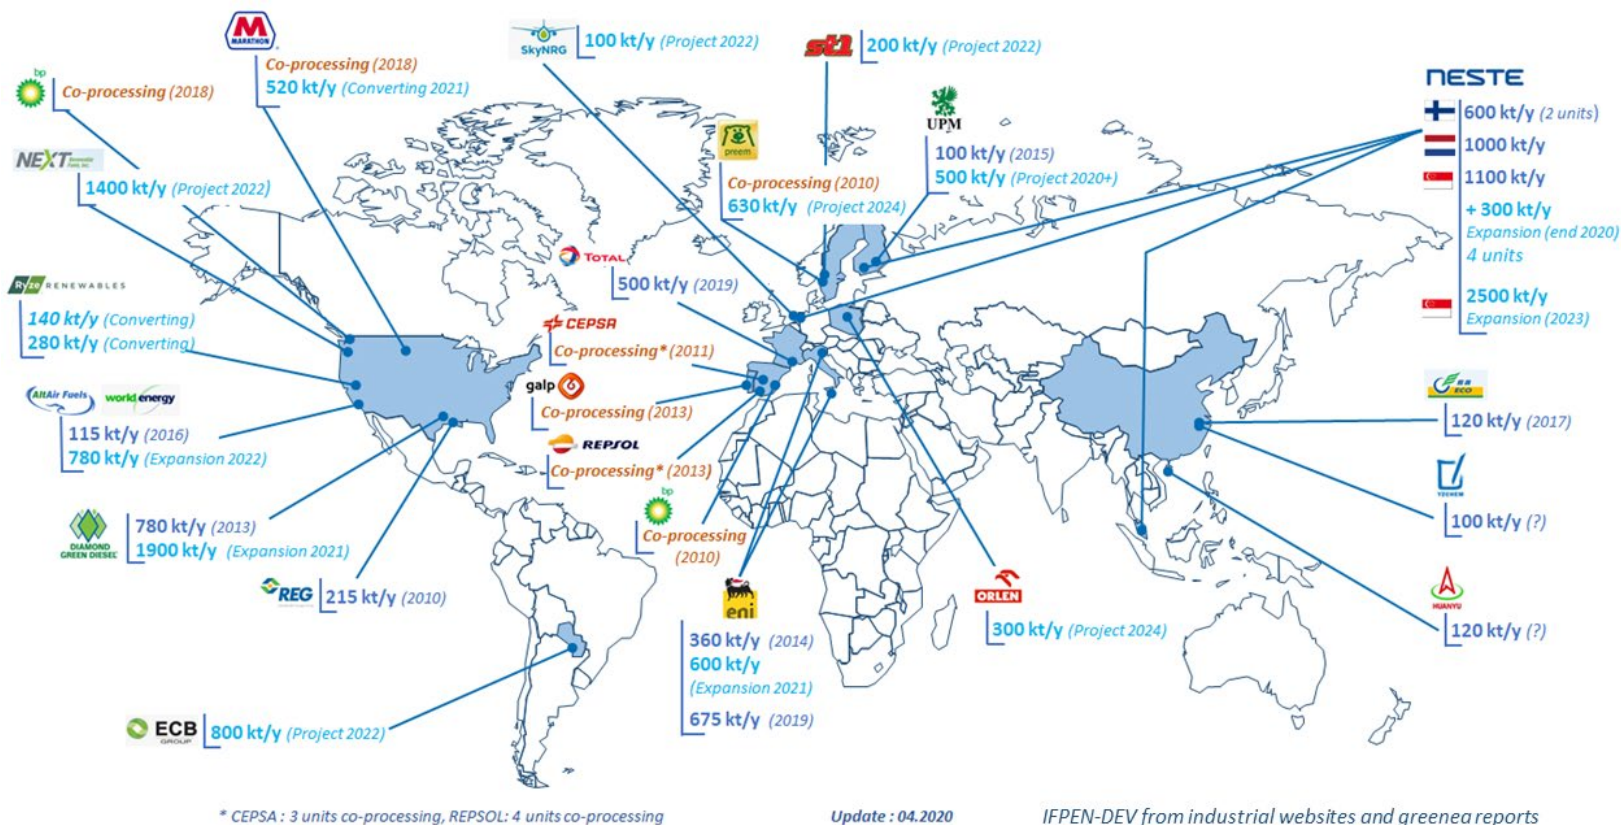 MARATHON
Co-processing (2018)
520 kt/y (Converting 2021)
SkyNRG
100 kt/y (Project 2022)
st1
200 kt/y (Project 2022)
bp
Co-processing (2018)
NEXT
1400 kt/y (Project 2022)
preem
Co-processing (2010)
630 kt/y (Project 2024)
UPM
100 kt/y (2015)
500 kt/y (Project 2020+)
NESTE
600 kt/y (2 units)
1000 kt/y
1100 kt/y
+ 300 kt/y
Expansion (end 2020)
4 units
2500 kt/y
Expansion (2023)
Ryze RENEWABLES
140 kt/y (Converting)
280 kt/y (Converting)
TOTAL
500 kt/y (2019)
CEPSA
Co-processing* (2011)
galp
Co-processing (2013)
REPSOL
Co-processing* (2013)
bp
Co-processing
(2010)
AltAir Fuels world energy
115 kt/y (2016)
780 kt/y (Expansion 2022)
DIAMOND
GREEN DIESEL
780 kt/y (2013)
1900 kt/y (Expansion 2021)
REG
215 kt/y (2010)
eni
360 kt/y (2014)
600 kt/y
(Expansion 2021)
675 kt/y (2019)
ORLEN
300 kt/y (Project 2024)
ECO
120 kt/y (2017)
YZCHEM
100 kt/y (?)
HUANYU
120 kt/y (?)
ECB
GROUP
800 kt/y (Project 2022)
* CEPSA : 3 units co-processing, REPSOL: 4 units co-processing
Update : 04.2020
IFPEN-DEV from industrial websites and greenea reports